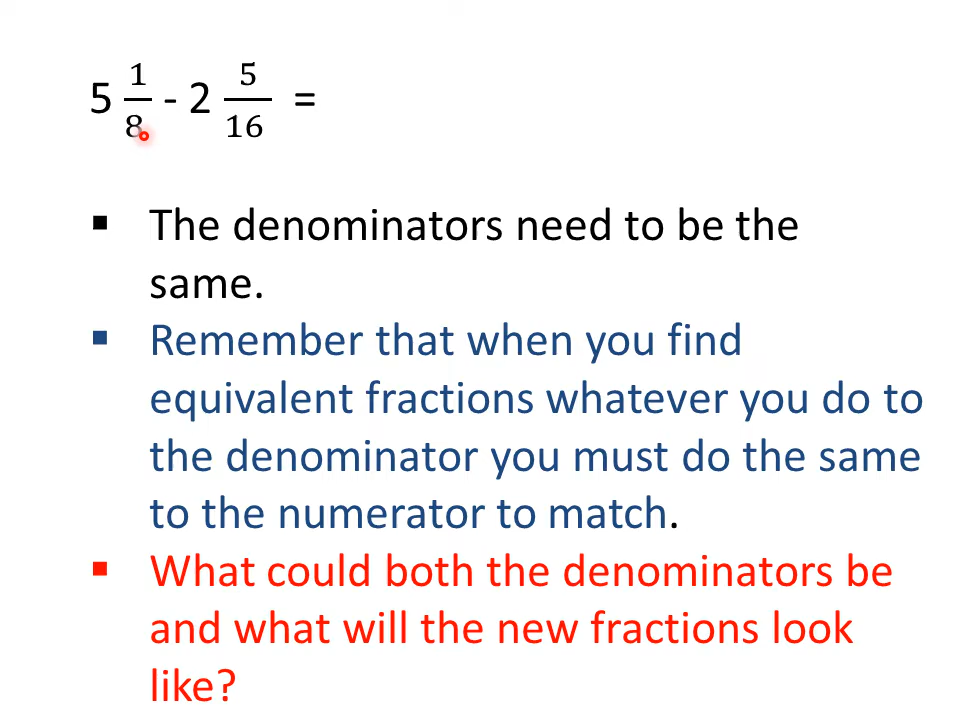 5 1/8 - 2 5/16 =
▪ The denominators need to be the
same.
▪ Remember that when you find
equivalent fractions whatever you do to
the denominator you must do the same
to the numerator to match.
▪ What could both the denominators be
and what will the new fractions look
like?